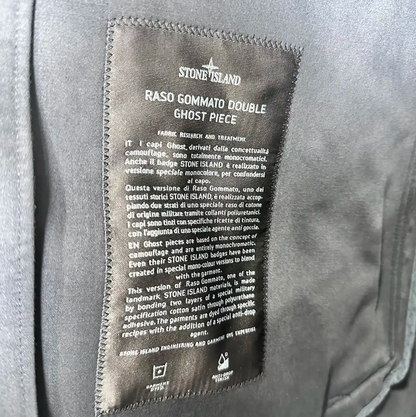 STONE ISLAND
RASO GOMMATO DOUBLE
GHOST PIECE
FABRIC RESEARCH AND TREATMENT
IT I capi Ghost, derivati dalla concettualità
camouflage, sono totalmente monocromatici.
Anche il badge STONE ISLAND è realizzato in
versione speciale monocolore, per confondersi
al capo.
Questa versione di Raso Gommato, uno dei
tessuti storici STONE ISLAND, è realizzata accop-
piando due strati di uno speciale raso di cotone
di origine militare tramite collanti poliuretanici.
I capi sono tinti con specifiche ricette di tintura,
con l'aggiunta di uno speciale agente anti goccia.
EN Ghost pieces are based on the concept of
camouflage and are entirely monochromatic.
Even their STONE ISLAND badges have been
created in special mono-colour versions to blend
with the garment.
This version of Raso Gommato, one of the
landmark STONE ISLAND materials, is made
by bonding two layers of a special military
specification cotton satin through polyurethane
adhesive. The garments are dyed through specific
recipes with the addition of a special anti-drop
agent.
STONE ISLAND ENGINEERING AND GARMENT DYE EXPERTISE
GARMENT
DYED
ANTI-DROP